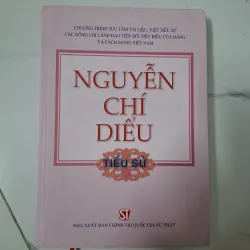 CHƯƠNG TRÌNH SƯU TẦM TÀI LIỆU, VIẾT TIỂU SỬ
CÁC ĐỒNG CHÍ LÃNH ĐẠO TIỀN BỐI TIÊU BIỂU CỦA ĐẢNG
VÀ CÁCH MẠNG VIỆT NAM
NGUYỄN
CHÍ
DIỂU
TIỂU SỬ
ST
NHÀ XUẤT BẢN CHÍNH TRỊ QUỐC GIA SỰ THẬT